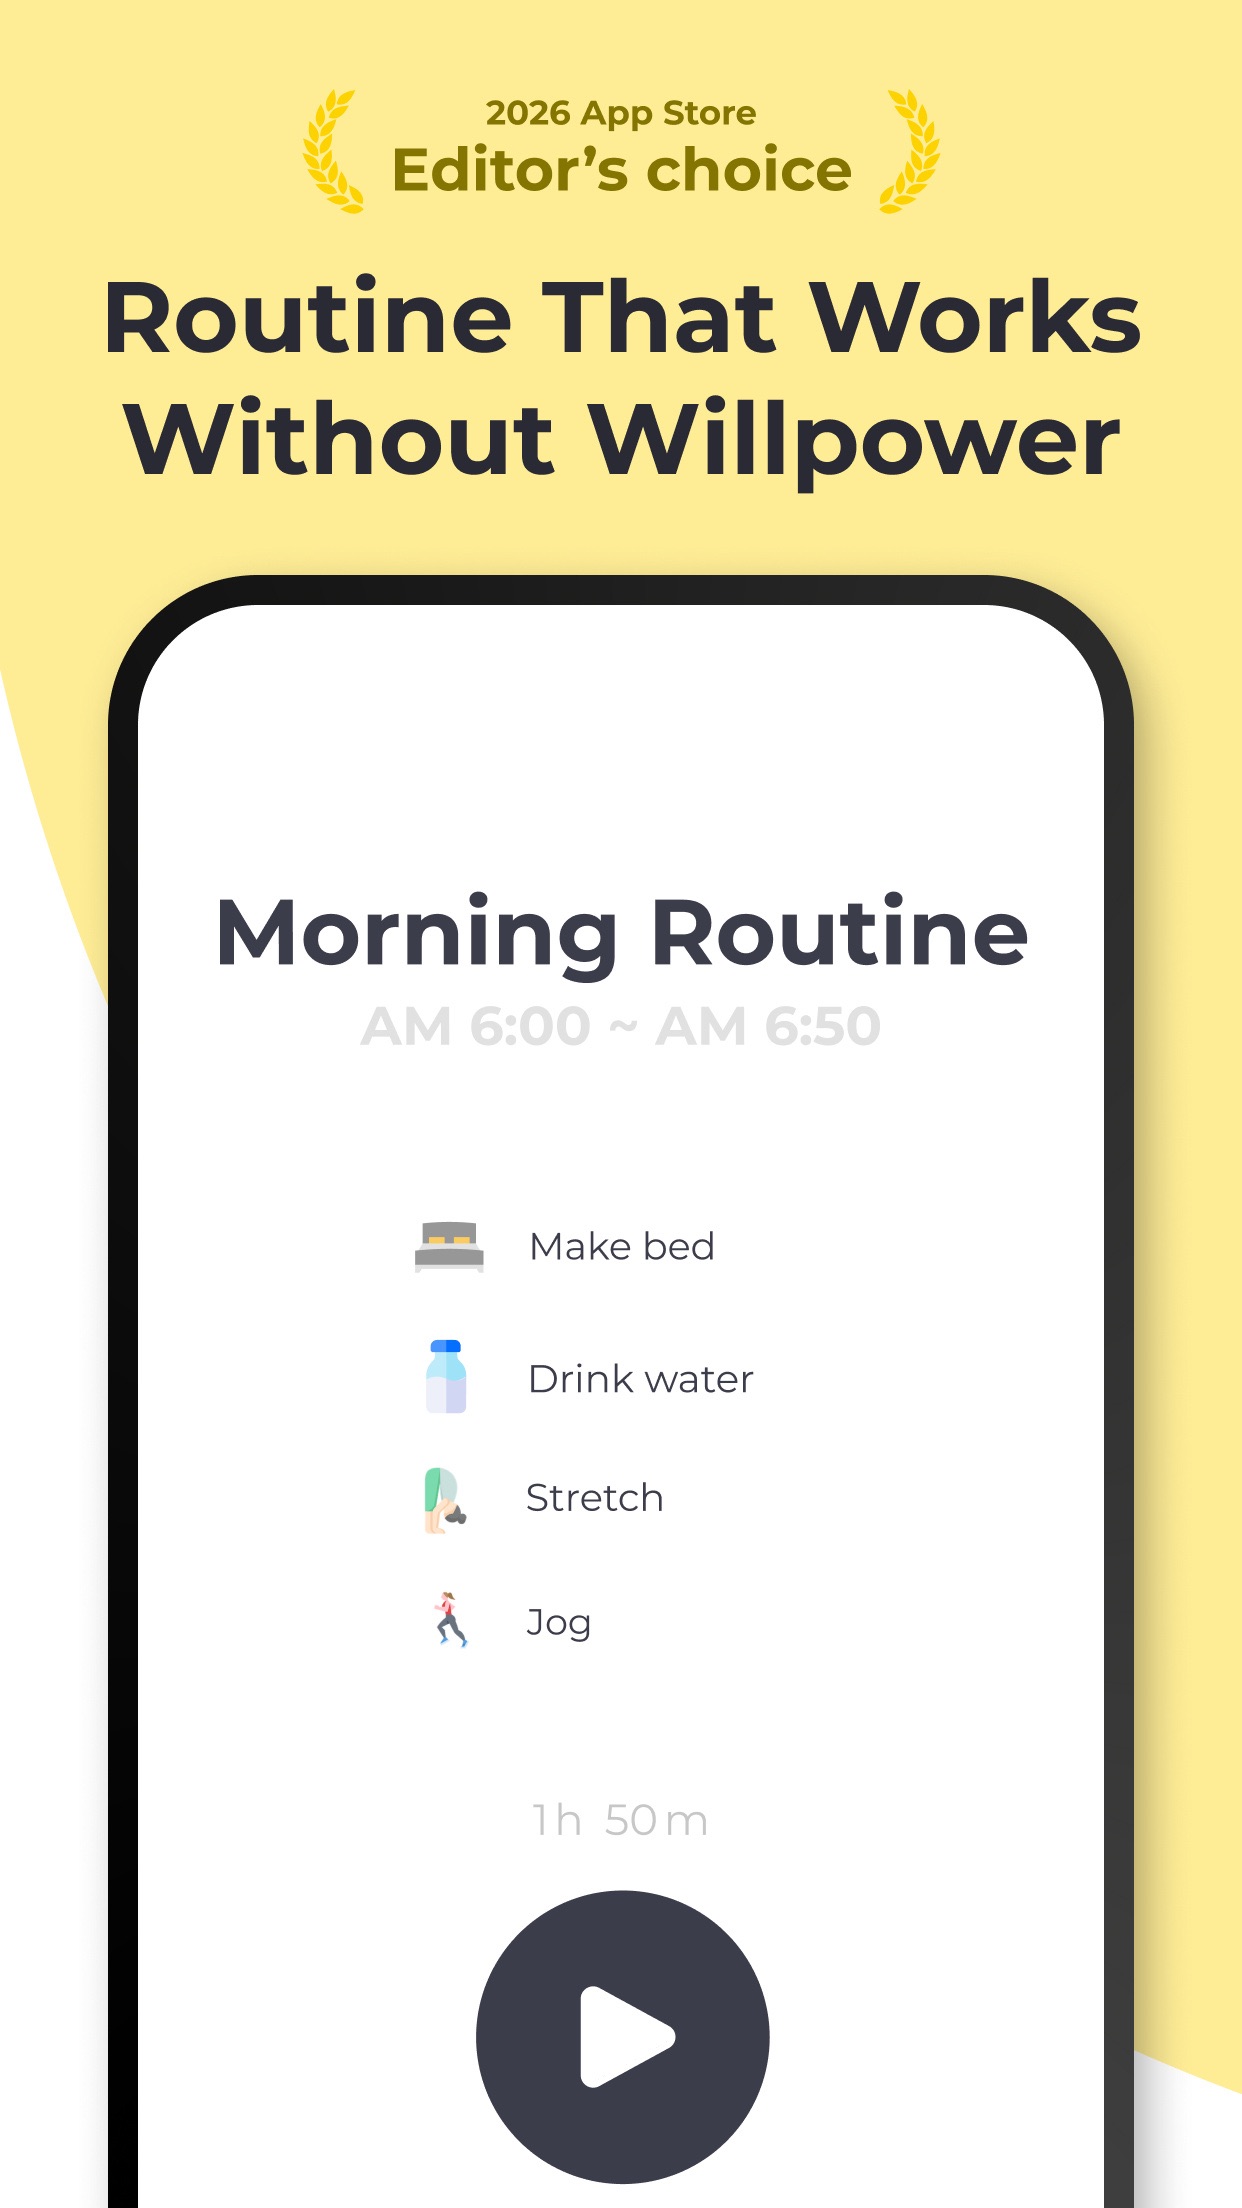 2026 App Store
Editor’s choice
Routine That Works
Without Willpower
Morning Routine
AM 6:00 ~ AM 6:50
Make bed
Drink water
Stretch
Jog
1h 50m